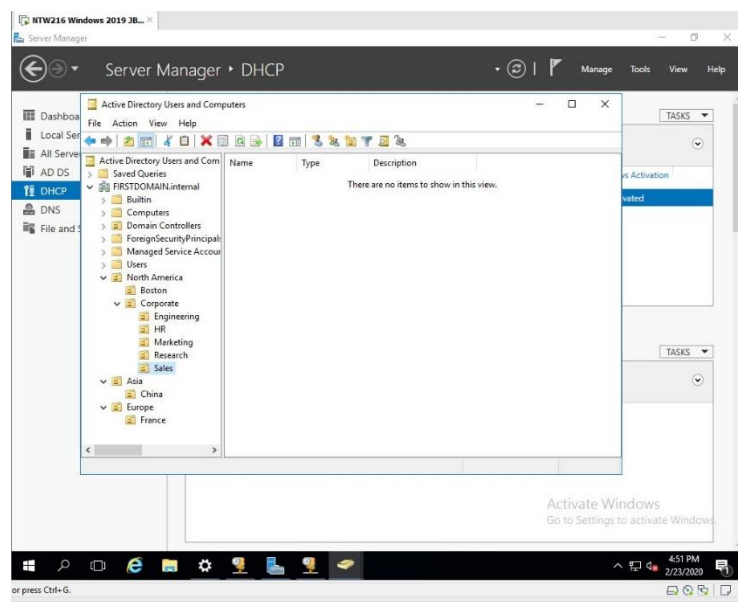 NTW216 Windows 2019 JB...
Server Manager
Server Manager • DHCP
Manage Tools View Help
Dashboa
Local Ser
All Serve
AD DS
DHCP
DNS
File and S
Active Directory Users and Computers
File Action View Help
Active Directory Users and Com
Saved Queries
FIRSTDOMAIN.internal
Builtin
Computers
Domain Controllers
ForeignSecurityPrincipals
Managed Service Accour
Users
North America
Boston
Corporate
Engineering
HR
Marketing
Research
Sales
Asia
China
Europe
France
Name Type Description
There are no items to show in this view.
TASKS
vs Activation
vated
TASKS
Activate Windows
Go to Settings to activate Windows.
4:51 PM
2/23/2020
or press Ctrl+G.